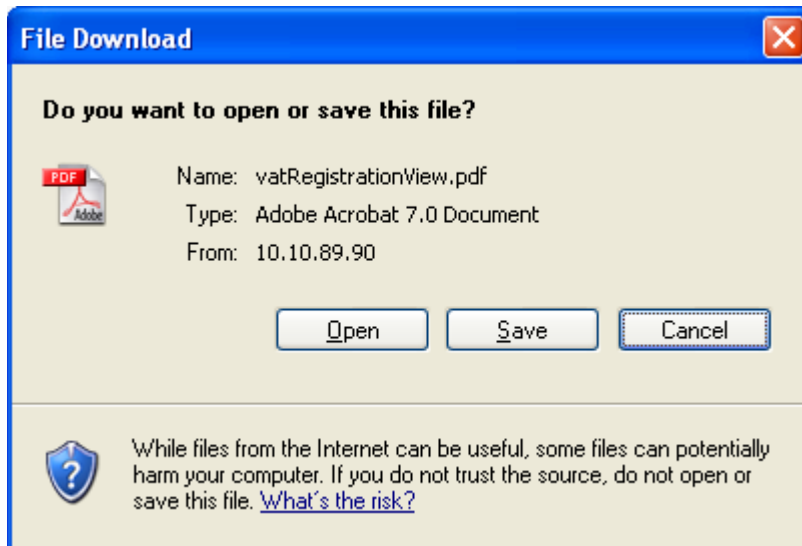 File Download
Do you want to open or save this file?
PDF
Adobe
Name: vatRegistrationView.pdf
Type: Adobe Acrobat 7.0 Document
From: 10.10.89.90
Open Save Cancel
?
While files from the Internet can be useful, some files can potentially
harm your computer. If you do not trust the source, do not open or
save this file. What's the risk?